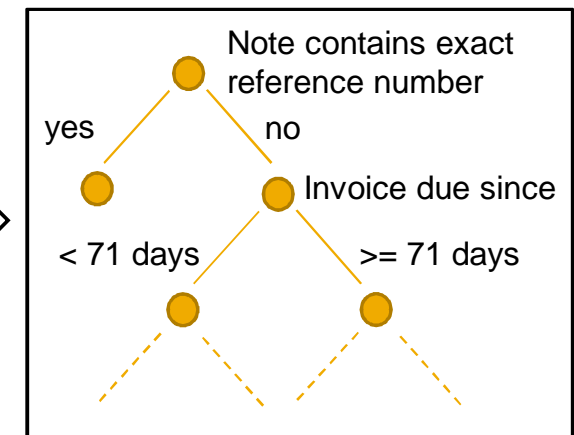 Note contains exact
reference number
yes
no
Invoice due since
< 71 days
>= 71 days